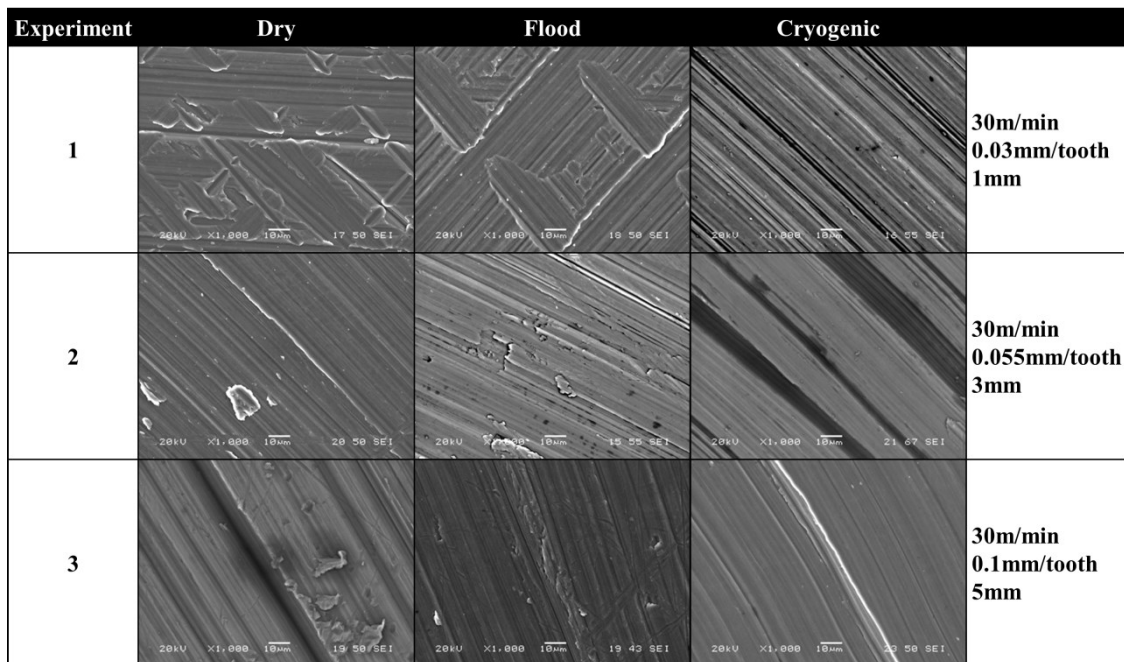 Experiment Dry Flood Cryogenic
1
20kV X1,000 10µm 17 50 SEI
20kV X1,000 10µm 18 50 SEI
20kV X1,000 10µm 16 55 SEI
30m/min
0.03mm/tooth
1mm
2
20kV X1,000 10µm 20 50 SEI
20kV X1,000 10µm 15 55 SEI
20kV X1,000 10µm 21 67 SEI
30m/min
0.055mm/tooth
3mm
3
20kV X1,000 10µm 19 50 SEI
20kV X1,000 10µm 19 43 SEI
20kV X1,000 10µm 23 50 SEI
30m/min
0.1mm/tooth
5mm